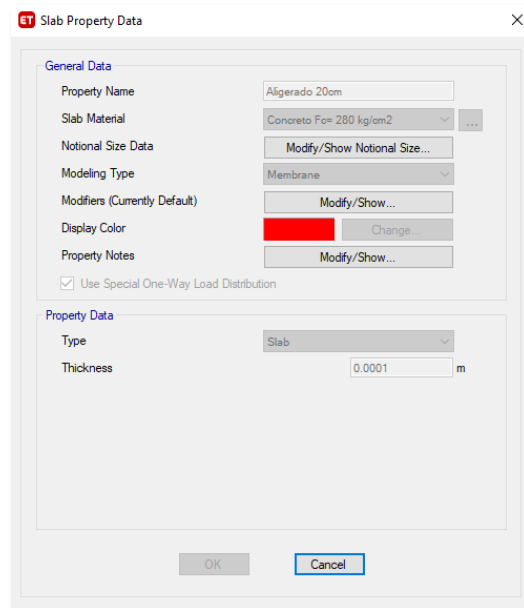 ET Slab Property Data
General Data
Property Name Aligerado 20cm
Slab Material Concreto Fc= 280 kg/cm2 ...
Notional Size Data Modify/Show Notional Size...
Modeling Type Membrane
Modifiers (Currently Default) Modify/Show...
Display Color Change...
Property Notes Modify/Show...
Use Special One-Way Load Distribution
Property Data
Type Slab
Thickness 0.0001 m
OK Cancel